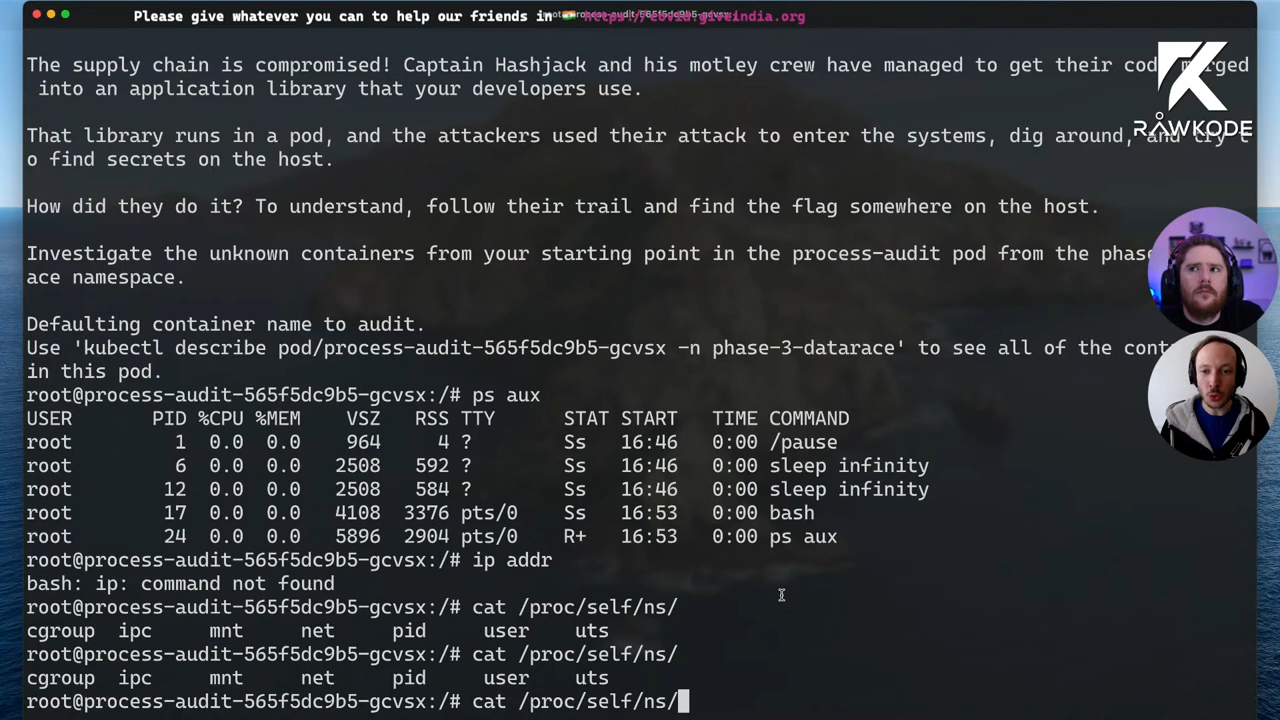 Please give whatever you can to help our friends in 🇮🇳 https://covid.giveindia.org
The supply chain is compromised! Captain Hashjack and his motley crew have managed to get their code merged
into an application library that your developers use.
RAWKODE
That library runs in a pod, and the attackers used their attack to enter the systems, dig around, and try t
o find secrets on the host.
How did they do it? To understand, follow their trail and find the flag somewhere on the host.
Investigate the unknown containers from your starting point in the process-audit pod from the phase
ace namespace.
Defaulting container name to audit.
Use 'kubectl describe pod/process-audit-565f5dc9b5-gcvsx -n phase-3-datarace' to see all of the cont
in this pod.
root@process-audit-565f5dc9b5-gcvsx:/# ps aux
USER PID %CPU %MEM VSZ RSS TTY STAT START TIME COMMAND
root 1 0.0 0.0 964 4 ? Ss 16:46 0:00 /pause
root 6 0.0 0.0 2508 592 ? Ss 16:46 0:00 sleep infinity
root 12 0.0 0.0 2508 584 ? Ss 16:46 0:00 sleep infinity
root 17 0.0 0.0 4108 3376 pts/0 Ss 16:53 0:00 bash
root 24 0.0 0.0 5896 2904 pts/0 R+ 16:53 0:00 ps aux
root@process-audit-565f5dc9b5-gcvsx:/# ip addr
bash: ip: command not found
root@process-audit-565f5dc9b5-gcvsx:/# cat /proc/self/ns/
cgroup ipc mnt net pid user uts
root@process-audit-565f5dc9b5-gcvsx:/# cat /proc/self/ns/
cgroup ipc mnt net pid user uts
root@process-audit-565f5dc9b5-gcvsx:/# cat /proc/self/ns/